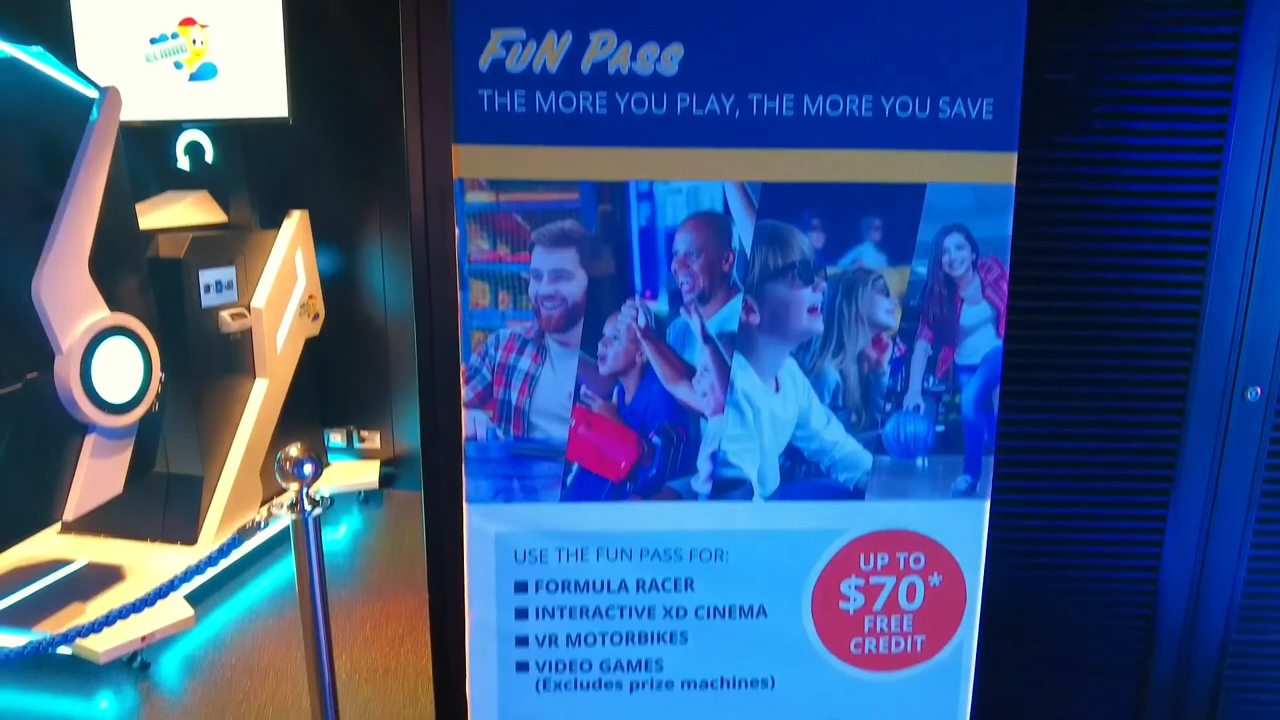 FUN PASS
THE MORE YOU PLAY, THE MORE YOU SAVE
USE THE FUN PASS FOR:
■ FORMULA RACER
■ INTERACTIVE XD CINEMA
■ VR MOTORBIKES
■ VIDEO GAMES
(Excludes prize machines)
UP TO
$70*
FREE
CREDIT